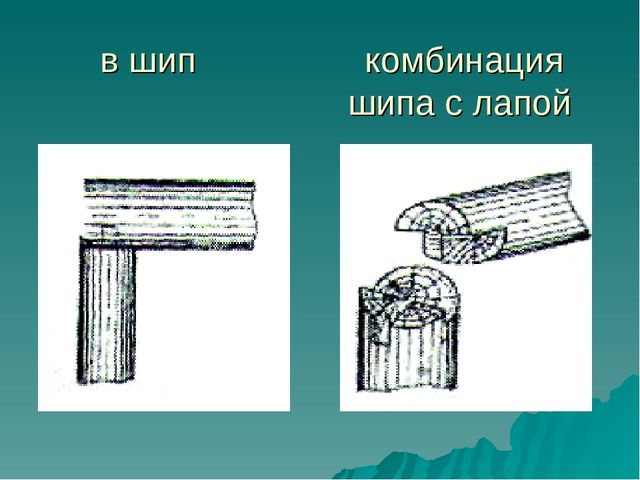 в шип
комбинация
шипа с лапой